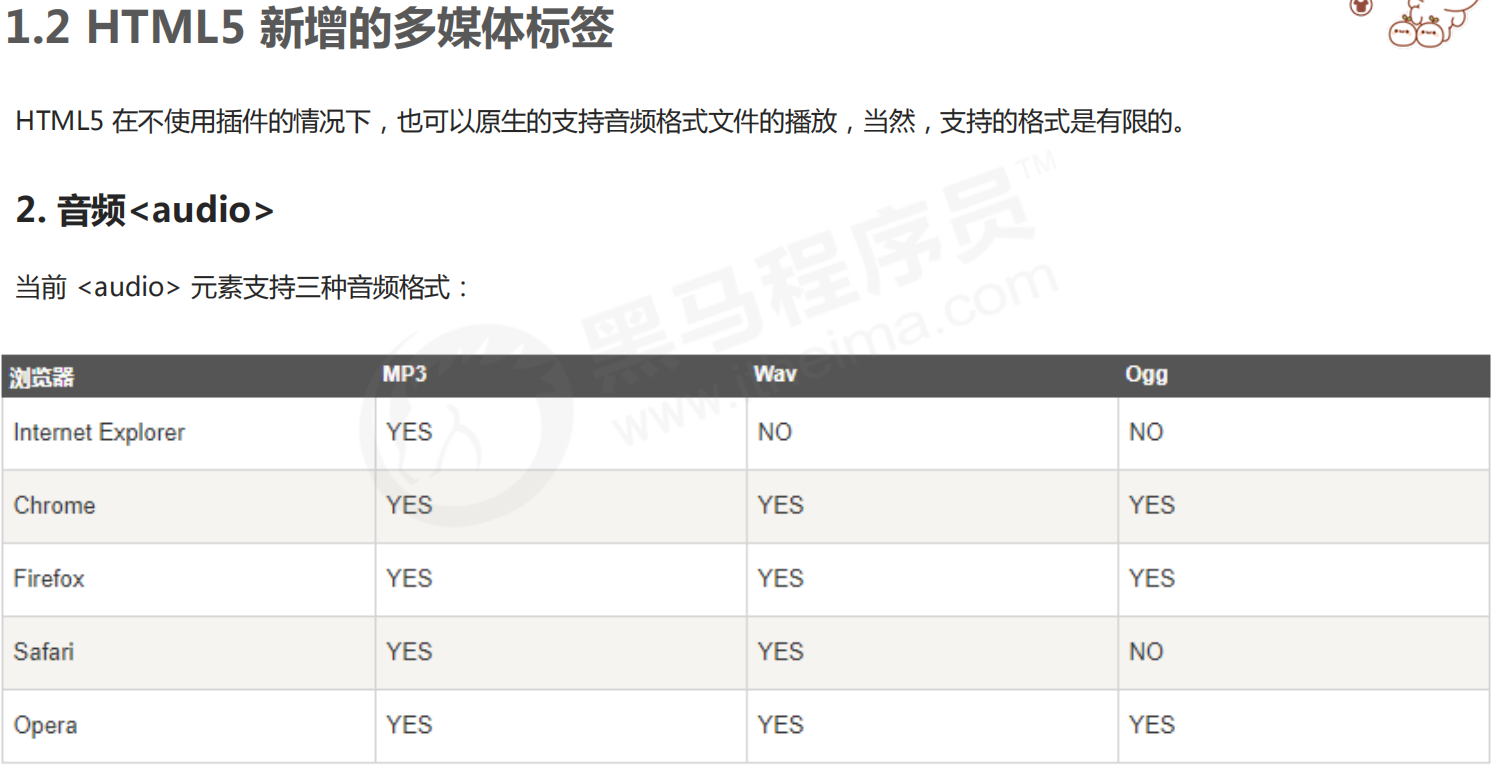 1.2 HTML5 新增的多媒体标签
HTML5 在不使用插件的情况下，也可以原生的支持音频格式文件的播放，当然，支持的格式是有限的。
2. 音频<audio>
当前 <audio> 元素支持三种音频格式：
黑马程序员™
www.itheima.com
浏览器 MP3 Wav Ogg
Internet Explorer YES NO NO
Chrome YES YES YES
Firefox YES YES YES
Safari YES YES NO
Opera YES YES YES